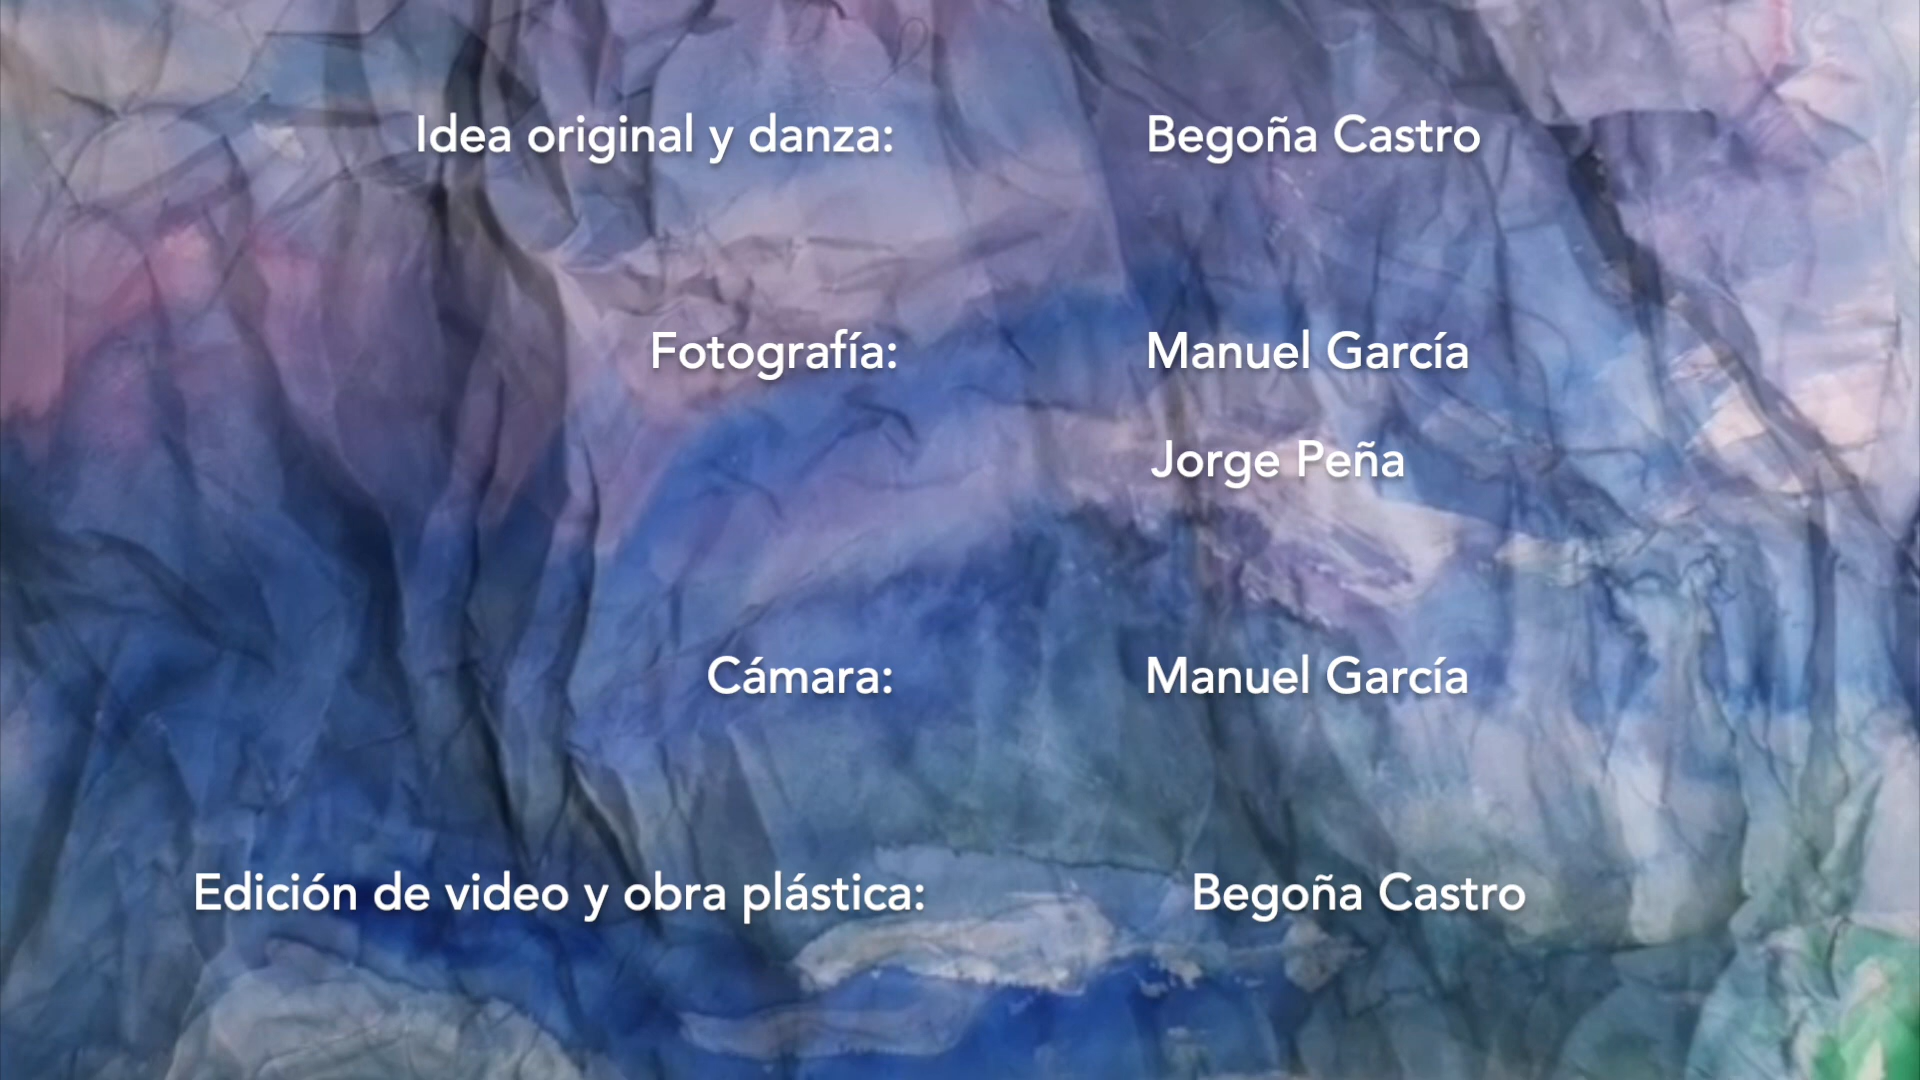 Idea original y danza: Begoña Castro
Fotografía: Manuel García
Jorge Peña
Cámara: Manuel García
Edición de video y obra plástica: Begoña Castro